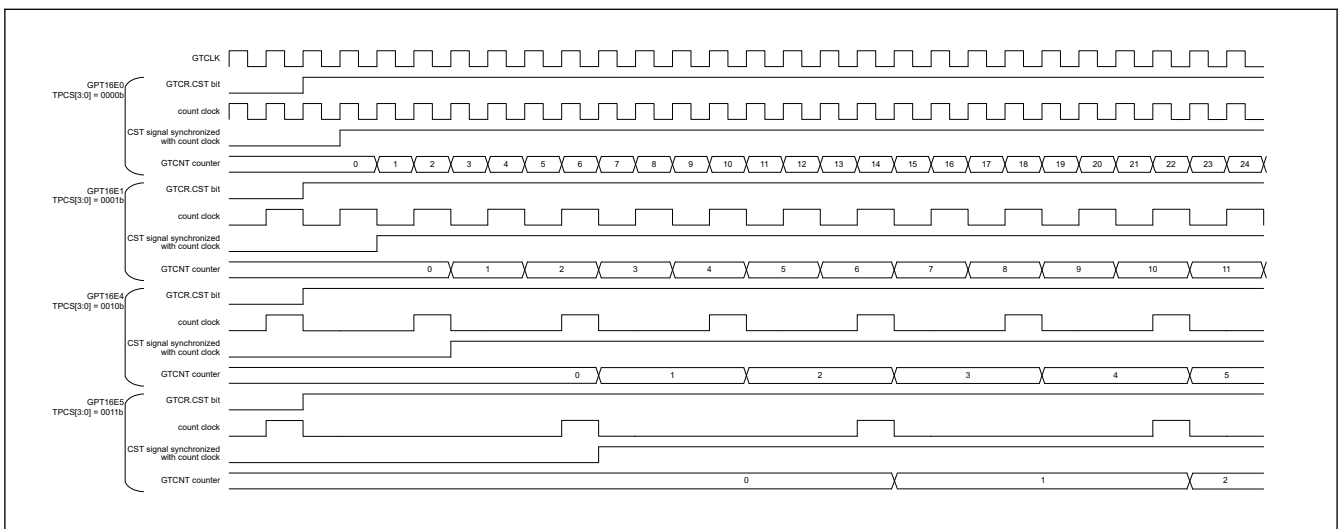 GTCLK
GPT16E0
TPCS[3:0] = 0000b
GTCR.CST bit
count clock
CST signal synchronized
with count clock
GTCNT counter
0 1 2 3 4 5 6 7 8 9 10 11 12 13 14 15 16 17 18 19 20 21 22 23 24
GPT16E1
TPCS[3:0] = 0001b
GTCR.CST bit
count clock
CST signal synchronized
with count clock
GTCNT counter
0 1 2 3 4 5 6 7 8 9 10 11
GPT16E4
TPCS[3:0] = 0010b
GTCR.CST bit
count clock
CST signal synchronized
with count clock
GTCNT counter
0 1 2 3 4 5
GPT16E5
TPCS[3:0] = 0011b
GTCR.CST bit
count clock
CST signal synchronized
with count clock
GTCNT counter
0 1 2